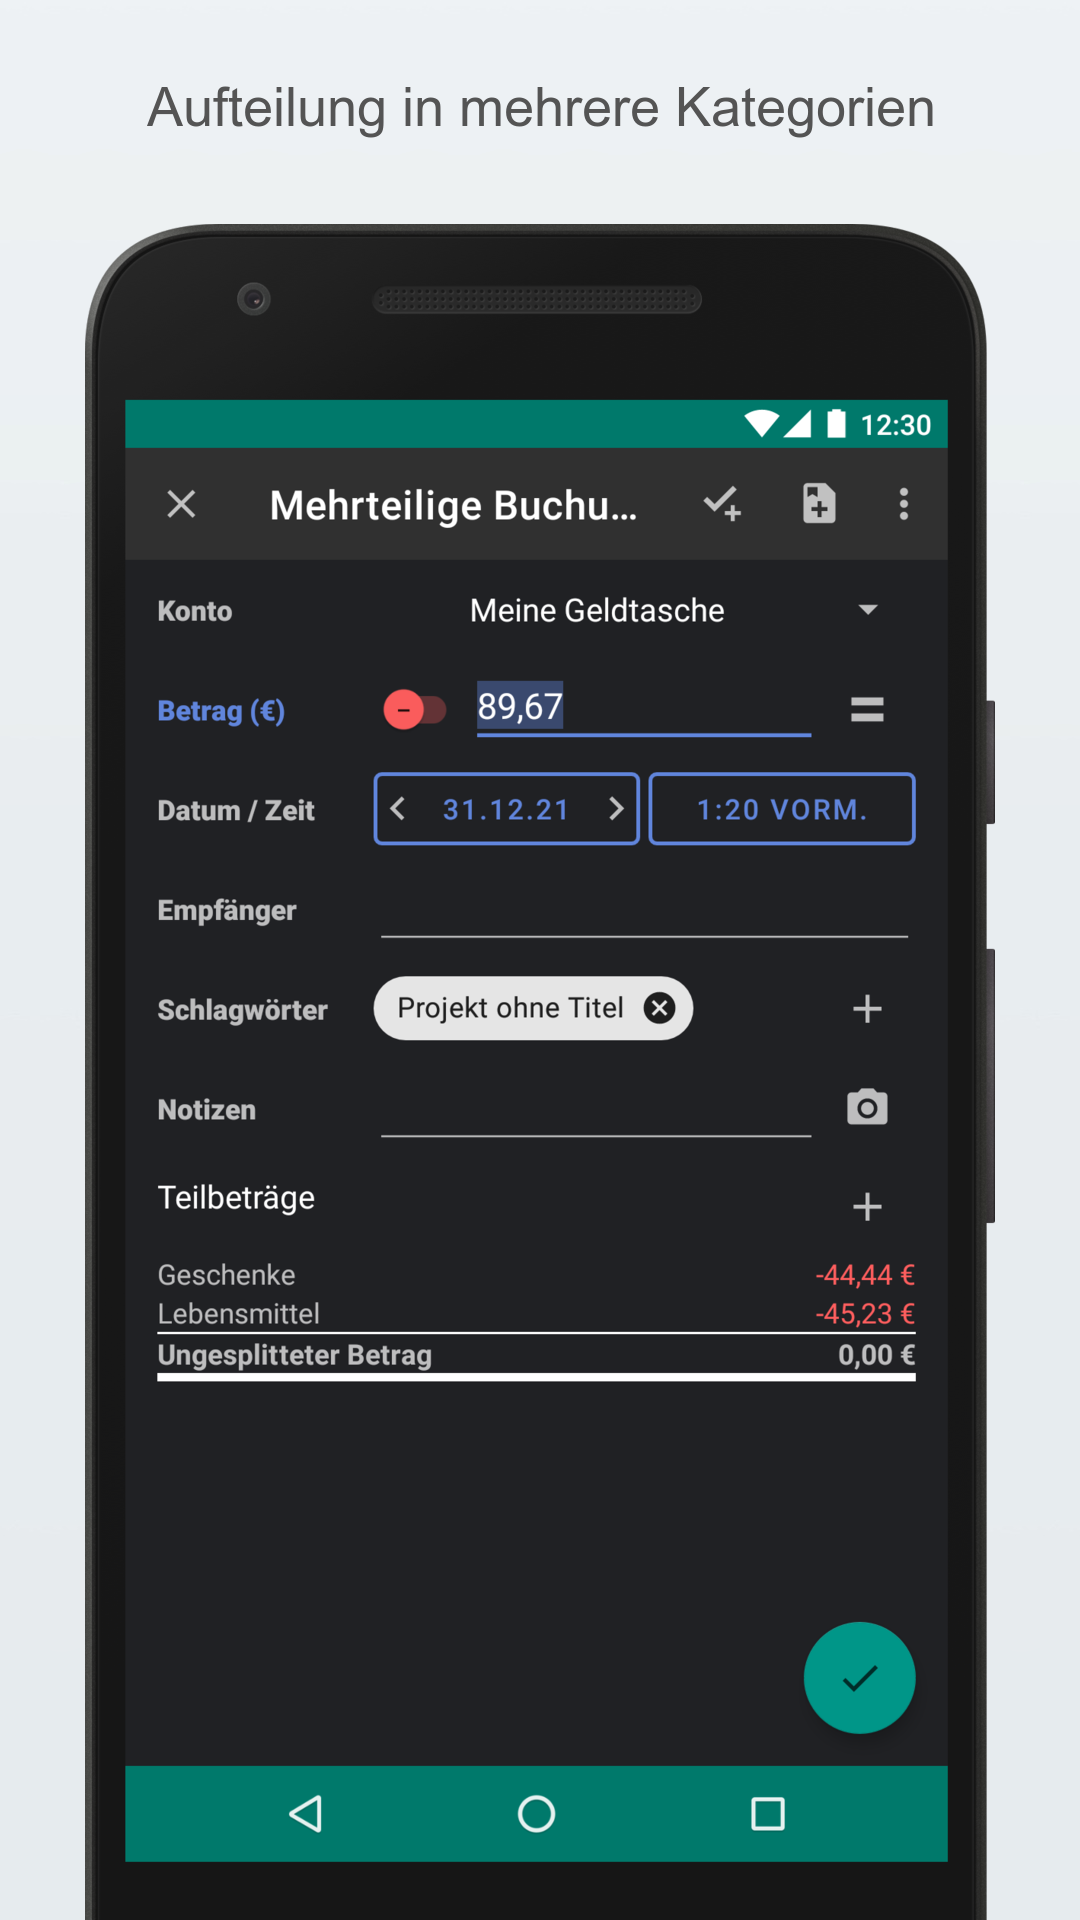 Aufteilung in mehrere Kategorien
12:30
Mehrteilige Buchu...
Konto Meine Geldtasche
Betrag (€) 89,67
Datum / Zeit 31.12.21 1:20 VORM.
Empfänger
Schlagwörter Projekt ohne Titel
Notizen
Teilbeträge
Geschenke -44,44 €
Lebensmittel -45,23 €
Ungesplitteter Betrag 0,00 €